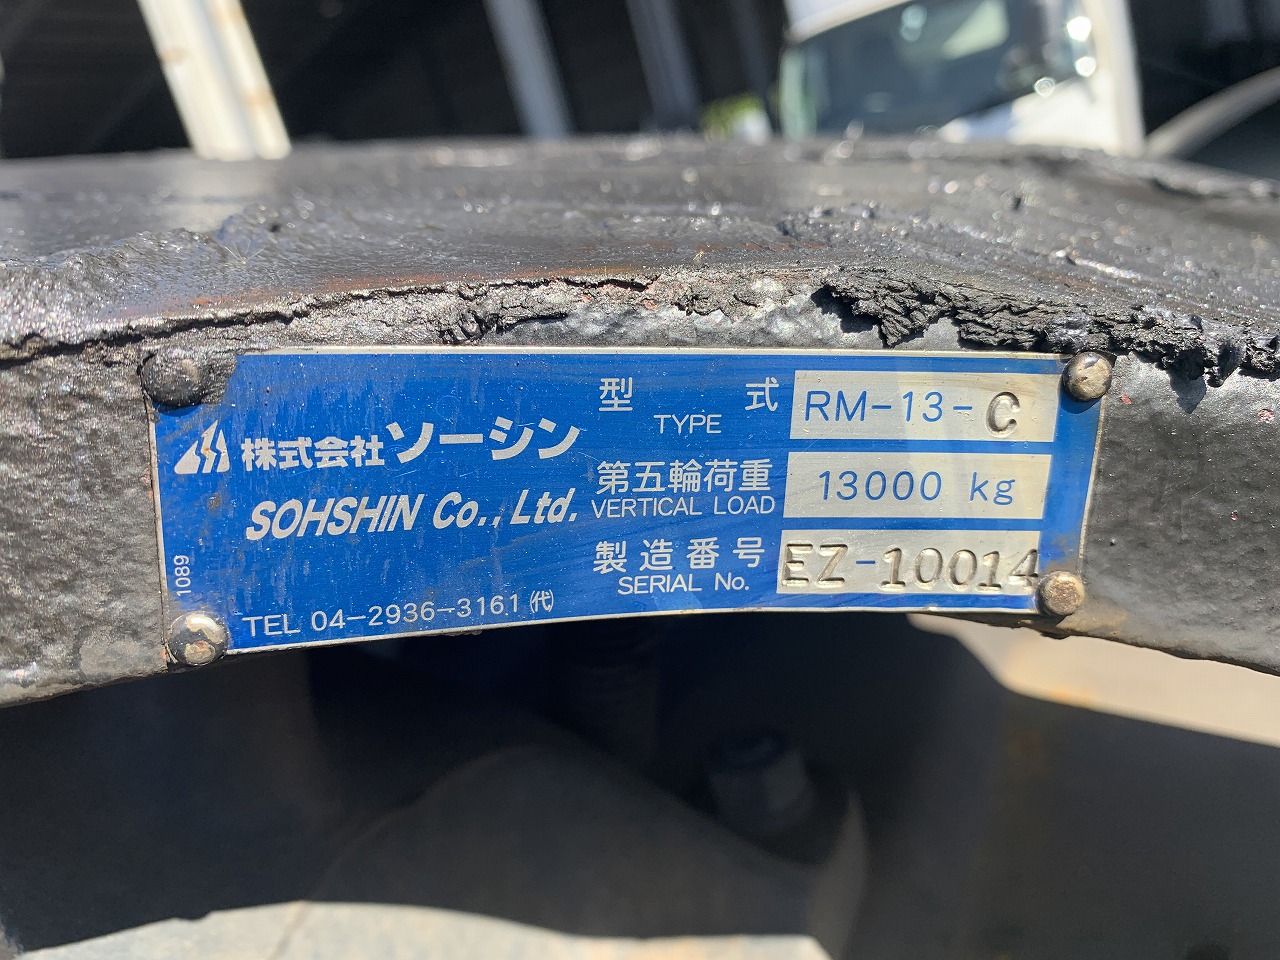 株式会社ソーシン
SOHSHIN Co., Ltd.
1089
TEL 04-2936-3161 ㈹
型式 RM-13-C
TYPE
第五輪荷重 13000 kg
VERTICAL LOAD
製造番号 EZ-10014
SERIAL No.